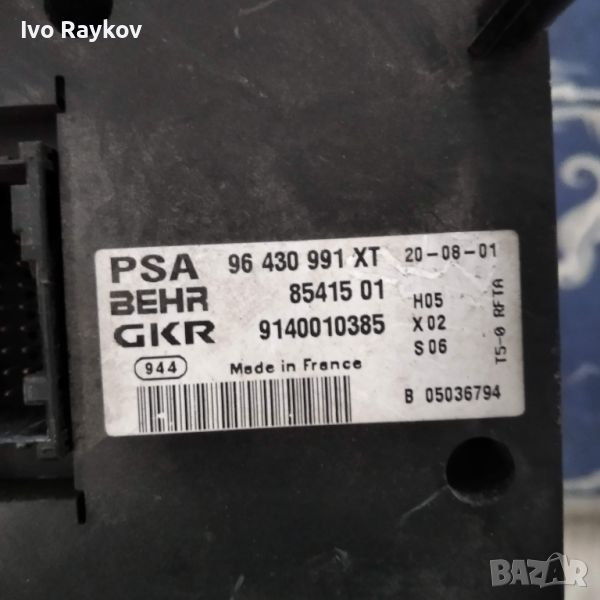 Ivo Raykov
PSA 96 430 991 XT 20-08-01
BEHR 85415 01 H05
GKR 9140010385 X02
944 Made in France S06
T5-0 RFTA
B 05036794
BAZAR